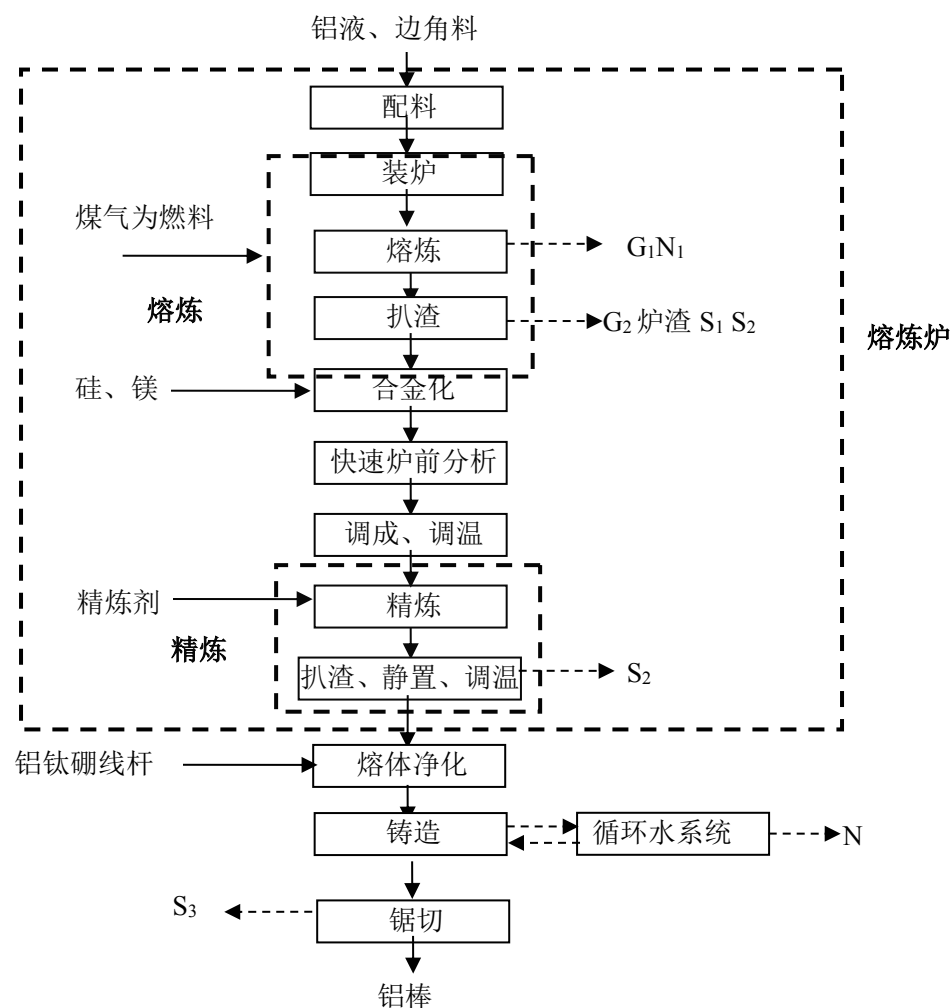 铝液、边角料
配料
装炉
煤气为燃料
熔炼
G₁N₁
熔炼
扒渣
G₂ 炉渣 S₁ S₂
熔炼炉
硅、镁
合金化
快速炉前分析
调成、调温
精炼剂
精炼
精炼
扒渣、静置、调温
S₂
铝钛硼线杆
熔体净化
铸造
循环水系统
N
S₃
锯切
铝棒